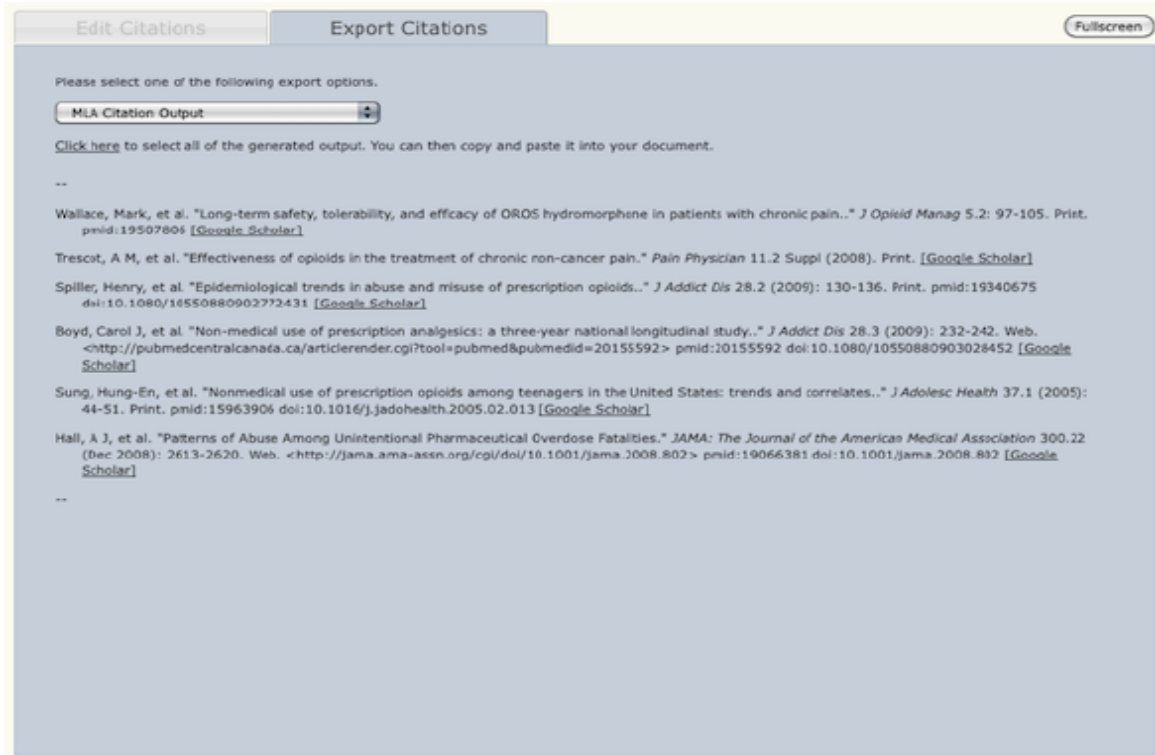 Edit Citations
Export Citations
Fullscreen
Please select one of the following export options.
MLA Citation Output
Click here to select all of the generated output. You can then copy and paste it into your document.
--
Wallace, Mark, et al. "Long-term safety, tolerability, and efficacy of OROS hydromorphone in patients with chronic pain.." J Opioid Manag 5.2: 97-105. Print.
pmid:19507806 [Google Scholar]
Trescot, A M, et al. "Effectiveness of opioids in the treatment of chronic non-cancer pain." Pain Physician 11.2 Suppl (2008). Print. [Google Scholar]
Spiller, Henry, et al. "Epidemiological trends in abuse and misuse of prescription opioids.." J Addict Dis 28.2 (2009): 130-136. Print. pmid:19340675
doi:10.1080/10550880902772431 [Google Scholar]
Boyd, Carol J, et al. "Non-medical use of prescription analgesics: a three-year national longitudinal study.." J Addict Dis 28.3 (2009): 232-242. Web.
<http://pubmedcentralcanada.ca/articlerender.cgi?tool=pubmed&pubmedid=20155592> pmid:20155592 doi:10.1080/10550880903028452 [Google
Scholar]
Sung, Hung-En, et al. "Nonmedical use of prescription opioids among teenagers in the United States: trends and correlates.." J Adolesc Health 37.1 (2005):
44-51. Print. pmid:15963906 doi:10.1016/j.jadohealth.2005.02.013 [Google Scholar]
Hall, A J, et al. "Patterns of Abuse Among Unintentional Pharmaceutical Overdose Fatalities." JAMA: The Journal of the American Medical Association 300.22
(Dec 2008): 2613-2620. Web. <http://jama.ama-assn.org/cgi/doi/10.1001/jama.2008.802> pmid:19066381 doi:10.1001/jama.2008.802 [Google
Scholar]
--